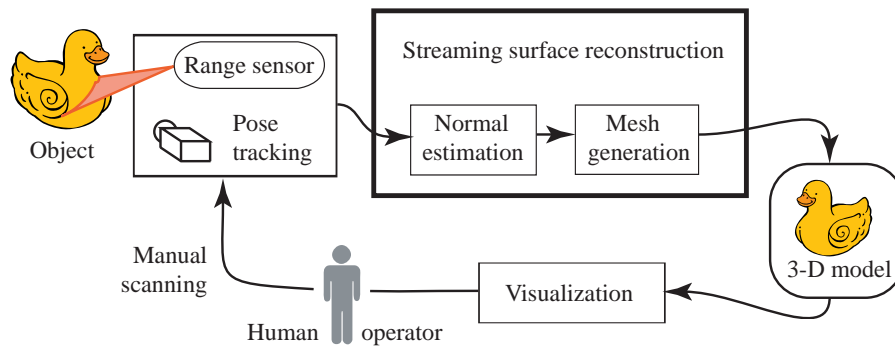 Streaming surface reconstruction
Range sensor
Object
Pose
tracking
Normal
estimation
Mesh
generation
3-D model
Visualization
Manual
scanning
Human operator